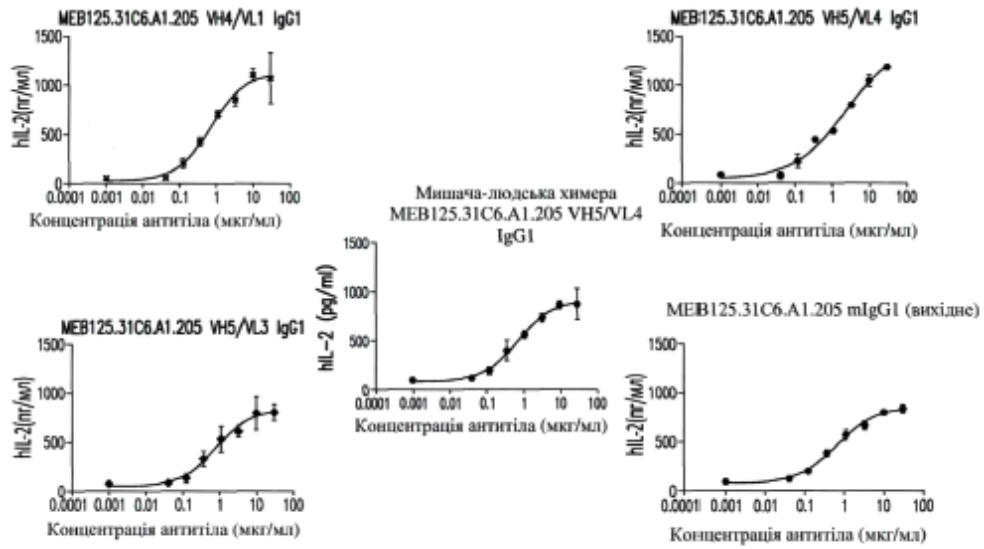 MEB125.31C6.A1.205 VH4/VL1 IgG1
hIL-2(пг/мл)
1500
1000
500
0
0.0001 0.001 0.01 0.1 1 10 100
Концентрація антитіла (мкг/мл)
MEB125.31C6.A1.205 VH5/VL4 IgG1
hIL-2(пг/мл)
1500
1000
500
0
0.0001 0.001 0.01 0.1 1 10 100
Концентрація антитіла (мкг/мл)
Мишача-людська химера
MEB125.31C6.A1.205 VH5/VL4
IgG1
hIL-2 (pg/ml)
1500
1000
500
0
0.0001 0.001 0.01 0.1 1 10 100
Концентрація антитіла (мкг/мл)
MEB125.31C6.A1.205 VH5/VL3 IgG1
hIL-2(пг/мл)
1500
1000
500
0
0.0001 0.001 0.01 0.1 1 10 100
Концентрація антитіла (мкг/мл)
MEB125.31C6.A1.205 mIgG1 (вихідне)
hIL-2(пг/мл)
1500
1000
500
0
0.0001 0.001 0.01 0.1 1 10 100
Концентрація антитіла (мкг/мл)